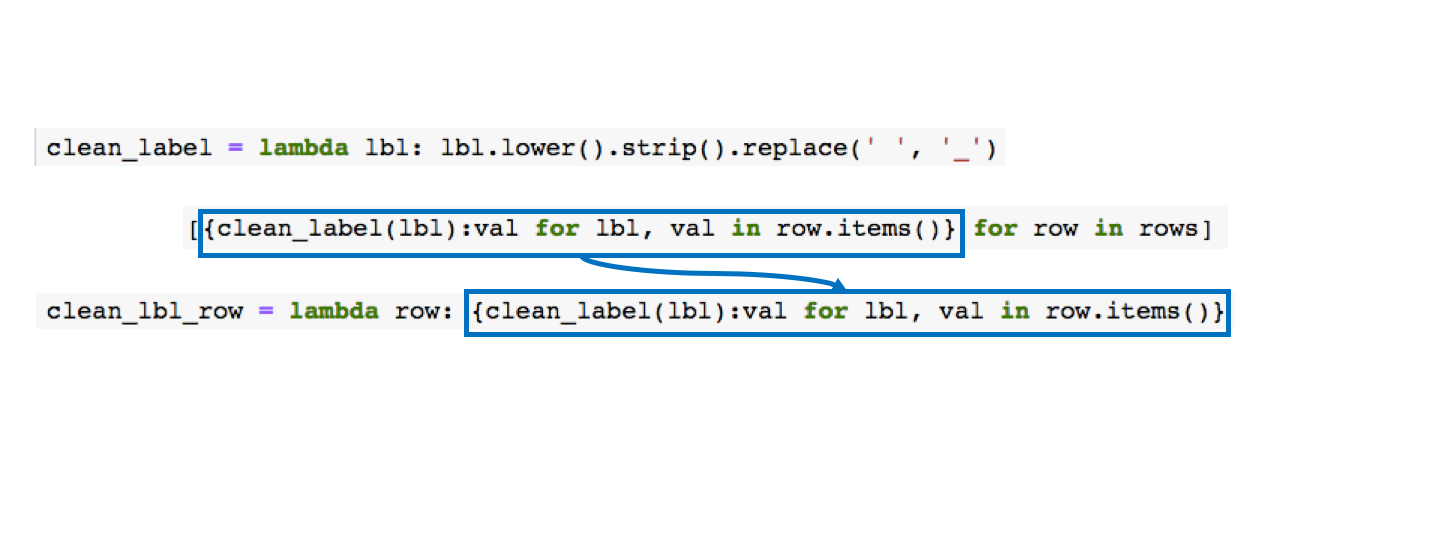 clean_label = lambda lbl: lbl.lower().strip().replace(' ', '_')
[{clean_label(lbl):val for lbl, val in row.items()} for row in rows]
clean_lbl_row = lambda row: {clean_label(lbl):val for lbl, val in row.items()}